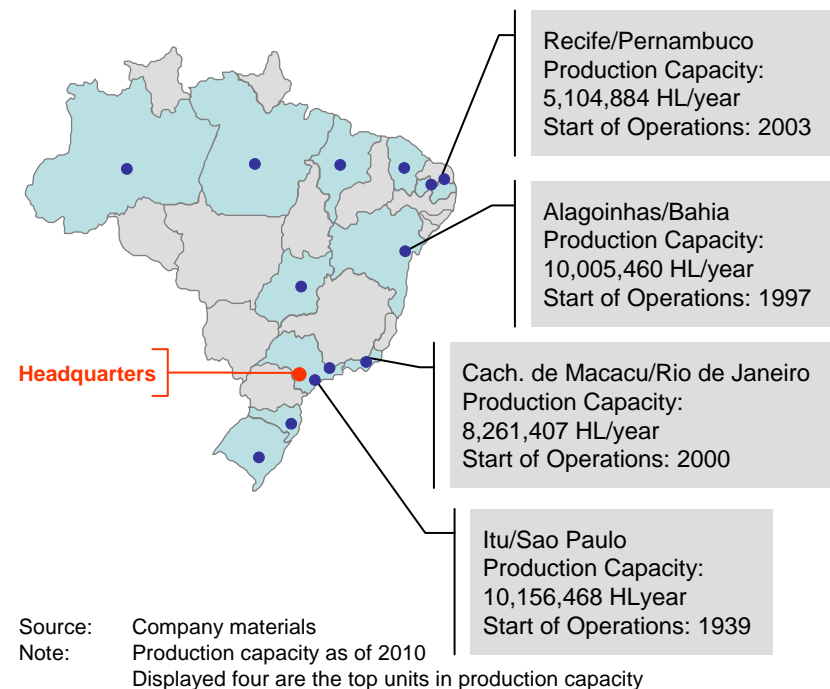 Recife/Pernambuco
Production Capacity:
5,104,884 HL/year
Start of Operations: 2003
Alagoinhas/Bahia
Production Capacity:
10,005,460 HL/year
Start of Operations: 1997
Headquarters
Cach. de Macacu/Rio de Janeiro
Production Capacity:
8,261,407 HL/year
Start of Operations: 2000
Itu/Sao Paulo
Production Capacity:
10,156,468 HLyear
Start of Operations: 1939
Source: Company materials
Note: Production capacity as of 2010
Displayed four are the top units in production capacity